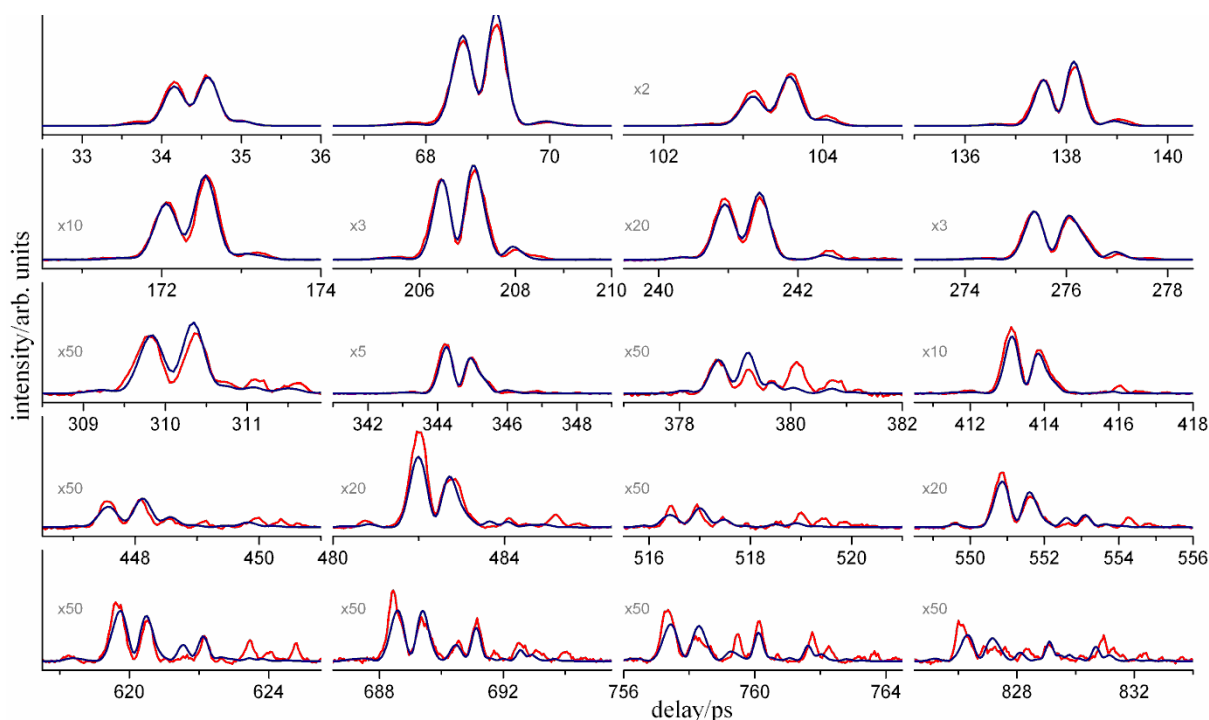 x2
33 34 35 36 68 70 102 104 136 138 140
x10 x3 x20 x3
172 174 206 208 210 240 242 274 276 278
x50 x5 x50 x10
309 310 311 342 344 346 348 378 380 382 412 414 416 418
x50 x20 x50 x20
448 450 480 484 516 518 520 550 552 554 556
x50 x50 x50 x50
620 624 688 692 756 760 764 828 832
intensity/arb. units
delay/ps